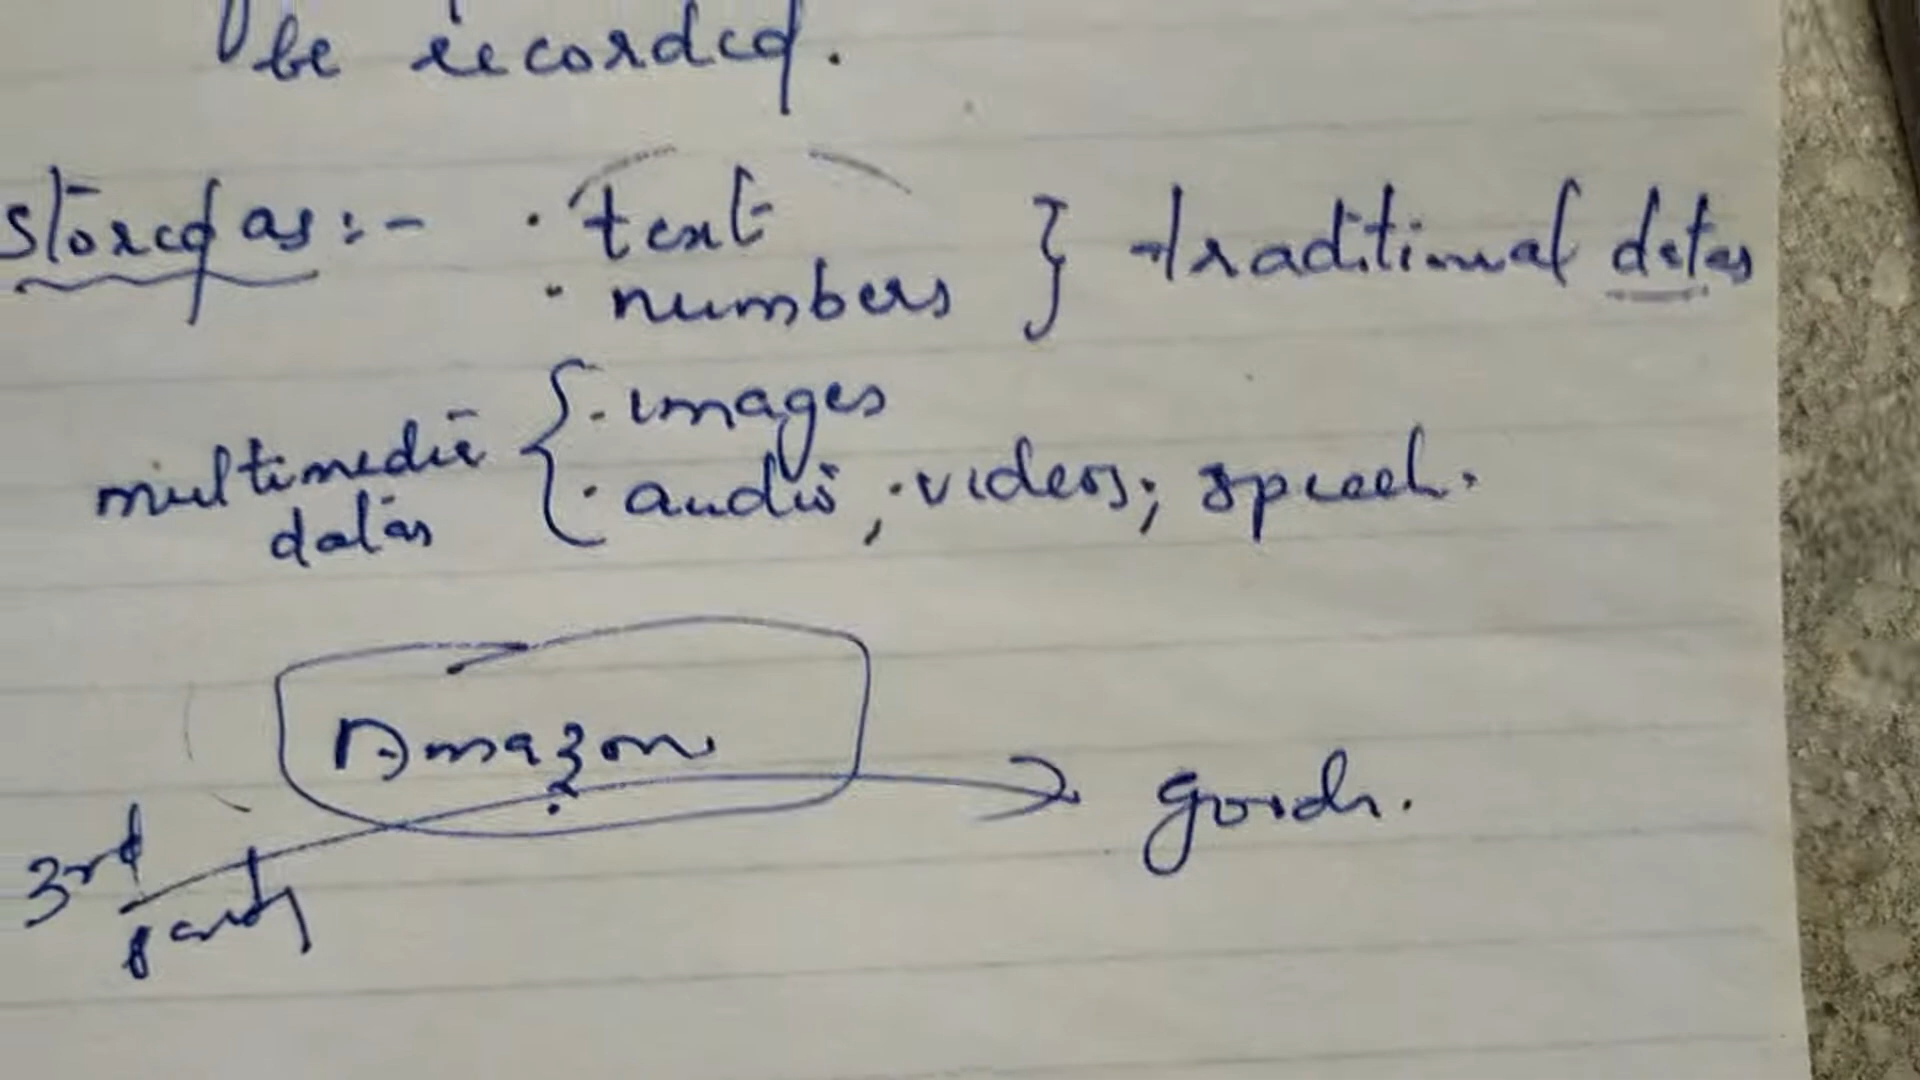 be recorded.
stored as :- · text
· numbers } traditional datas
multimedia datas { · images
· audio, · videos; speech.
Amazon
3rd party → goods.